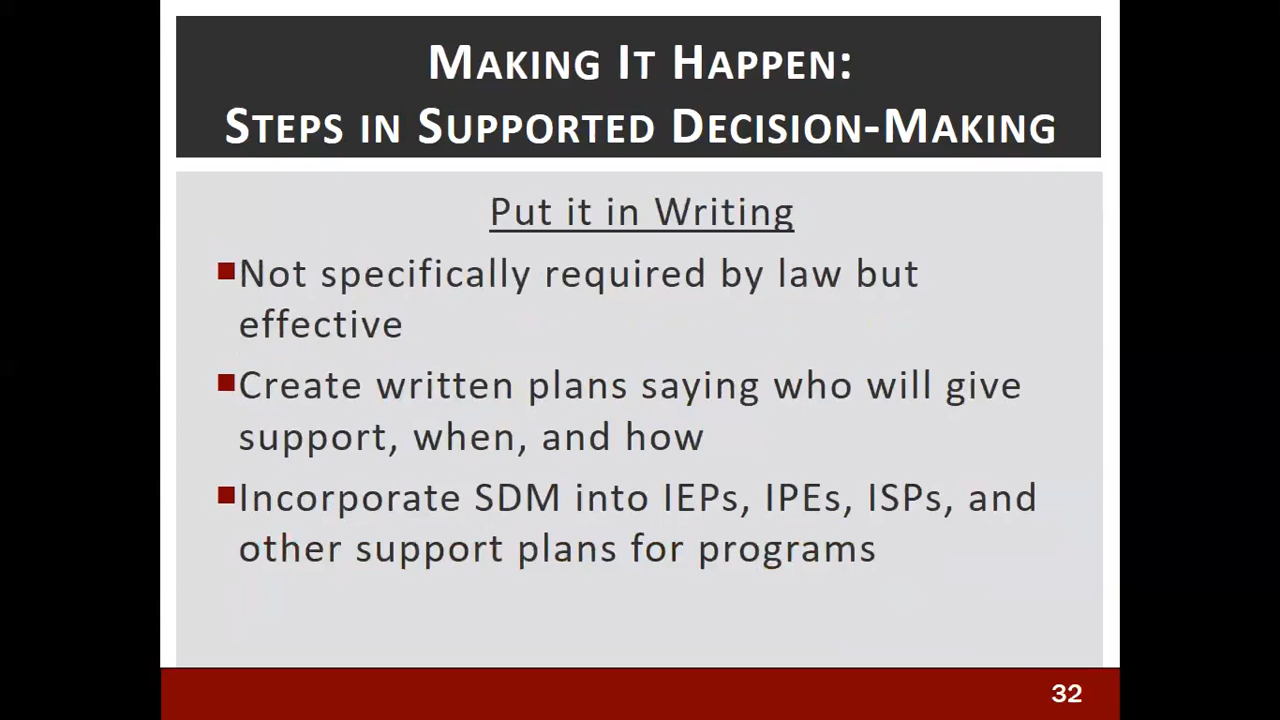 MAKING IT HAPPEN:
STEPS IN SUPPORTED DECISION-MAKING
Put it in Writing
Not specifically required by law but
effective
Create written plans saying who will give
support, when, and how
Incorporate SDM into IEPs, IPEs, ISPs, and
other support plans for programs
32